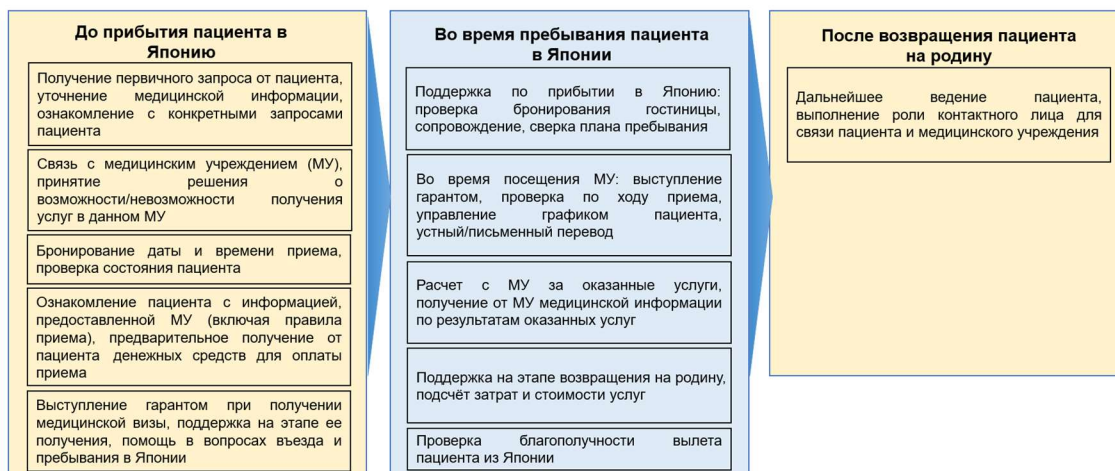 До прибытия пациента в
Японию
Получение первичного запроса от пациента,
уточнение медицинской информации,
ознакомление с конкретными запросами
пациента
Связь с медицинским учреждением (МУ),
принятие решения о
возможности/невозможности получения
услуг в данном МУ
Бронирование даты и времени приема,
проверка состояния пациента
Ознакомление пациента с информацией,
предоставленной МУ (включая правила
приема), предварительное получение от
пациента денежных средств для оплаты
приема
Выступление гарантом при получении
медицинской визы, поддержка на этапе ее
получения, помощь в вопросах въезда и
пребывания в Японии
Во время пребывания пациента
в Японии
Поддержка по прибытии в Японию:
проверка бронирования гостиницы,
сопровождение, сверка плана пребывания
Во время посещения МУ: выступление
гарантом, проверка по ходу приема,
управление графиком пациента,
устный/письменный перевод
Расчет с МУ за оказанные услуги,
получение от МУ медицинской информации
по результатам оказанных услуг
Поддержка на этапе возвращения на родину,
подсчёт затрат и стоимости услуг
Проверка благополучности вылета
пациента из Японии
После возвращения пациента
на родину
Дальнейшее ведение пациента,
выполнение роли контактного лица для
связи пациента и медицинского учреждения